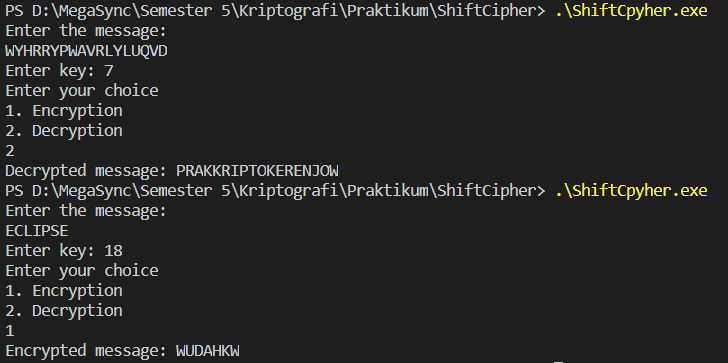 PS D:\MegaSync\Semester 5\Kriptografi\Praktikum\ShiftCipher> .\ShiftCpyher.exe
Enter the message:
WYHRRYPWAVRLYLUQVD
Enter key: 7
Enter your choice
1. Encryption
2. Decryption
2
Decrypted message: PRAKKRIPTOKERENJOW
PS D:\MegaSync\Semester 5\Kriptografi\Praktikum\ShiftCipher> .\ShiftCpyher.exe
Enter the message:
ECLIPSE
Enter key: 18
Enter your choice
1. Encryption
2. Decryption
1
Encrypted message: WUDAHKW